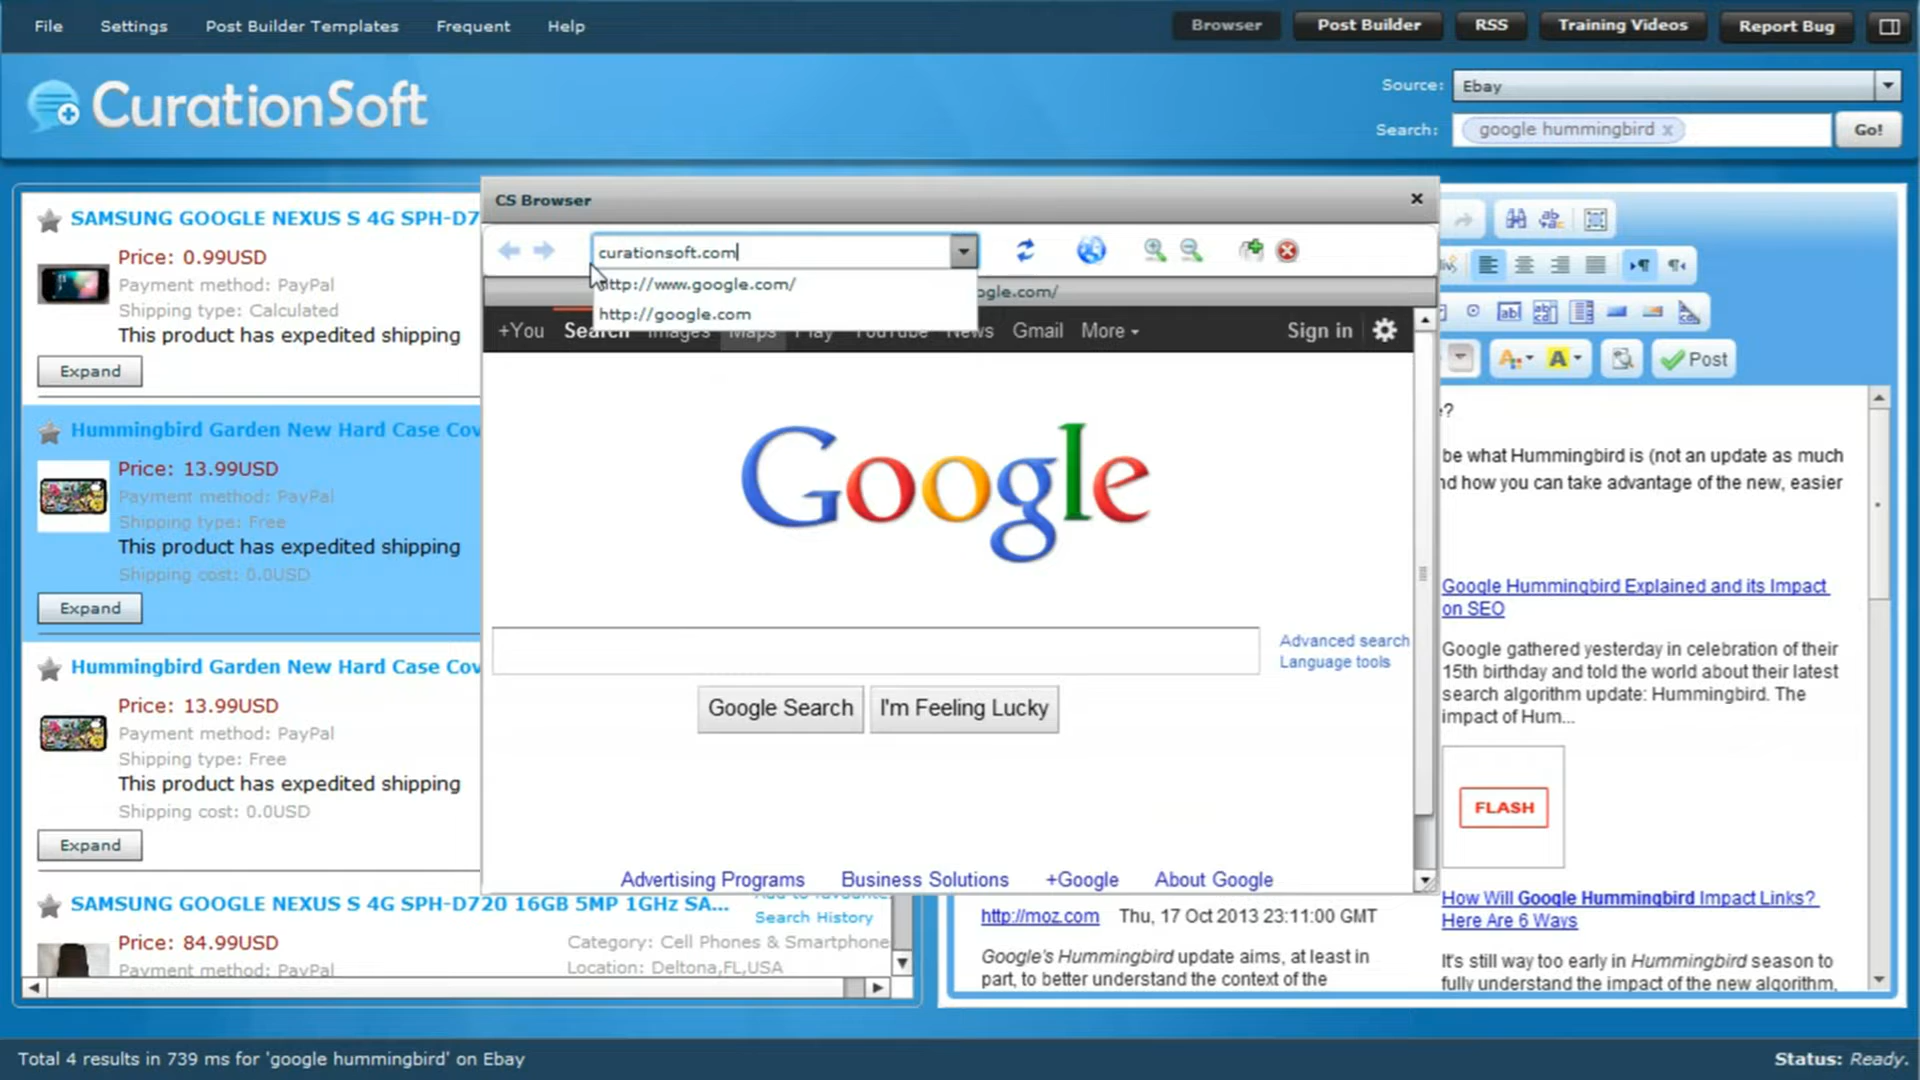 File Settings Post Builder Templates Frequent Help
Browser Post Builder RSS Training Videos Report Bug
CurationSoft
Source: Ebay
Search: google hummingbird x Go!
SAMSUNG GOOGLE NEXUS S 4G SPH-D7
Price: 0.99USD
Payment method: PayPal
Shipping type: Calculated
This product has expedited shipping
Expand
Hummingbird Garden New Hard Case Cov
Price: 13.99USD
Payment method: PayPal
Shipping type: Free
This product has expedited shipping
Shipping cost: 0.0USD
Expand
Hummingbird Garden New Hard Case Cov
Price: 13.99USD
Payment method: PayPal
Shipping type: Free
This product has expedited shipping
Shipping cost: 0.0USD
Expand
SAMSUNG GOOGLE NEXUS S 4G SPH-D720 16GB 5MP 1GHz SA...
Price: 84.99USD
Payment method: PayPal
Add to favourite
Search History
Category: Cell Phones & Smartphone
Location: Deltona,FL,USA
CS Browser
curationsoft.com
http://www.google.com/
http://google.com
ogle.com/
+You Search Images Maps Play YouTube News Gmail More Sign in
Google
Advanced search
Language tools
Google Search I'm Feeling Lucky
Advertising Programs Business Solutions +Google About Google
Post
e?
be what Hummingbird is (not an update as much
nd how you can take advantage of the new, easier
Google Hummingbird Explained and its Impact
on SEO
Google gathered yesterday in celebration of their
15th birthday and told the world about their latest
search algorithm update: Hummingbird. The
impact of Hum...
FLASH
How Will Google Hummingbird Impact Links?
Here Are 6 Ways
It's still way too early in Hummingbird season to
fully understand the impact of the new algorithm,
http://moz.com Thu, 17 Oct 2013 23:11:00 GMT
Google's Hummingbird update aims, at least in
part, to better understand the context of the
Total 4 results in 739 ms for 'google hummingbird' on Ebay
Status: Ready.